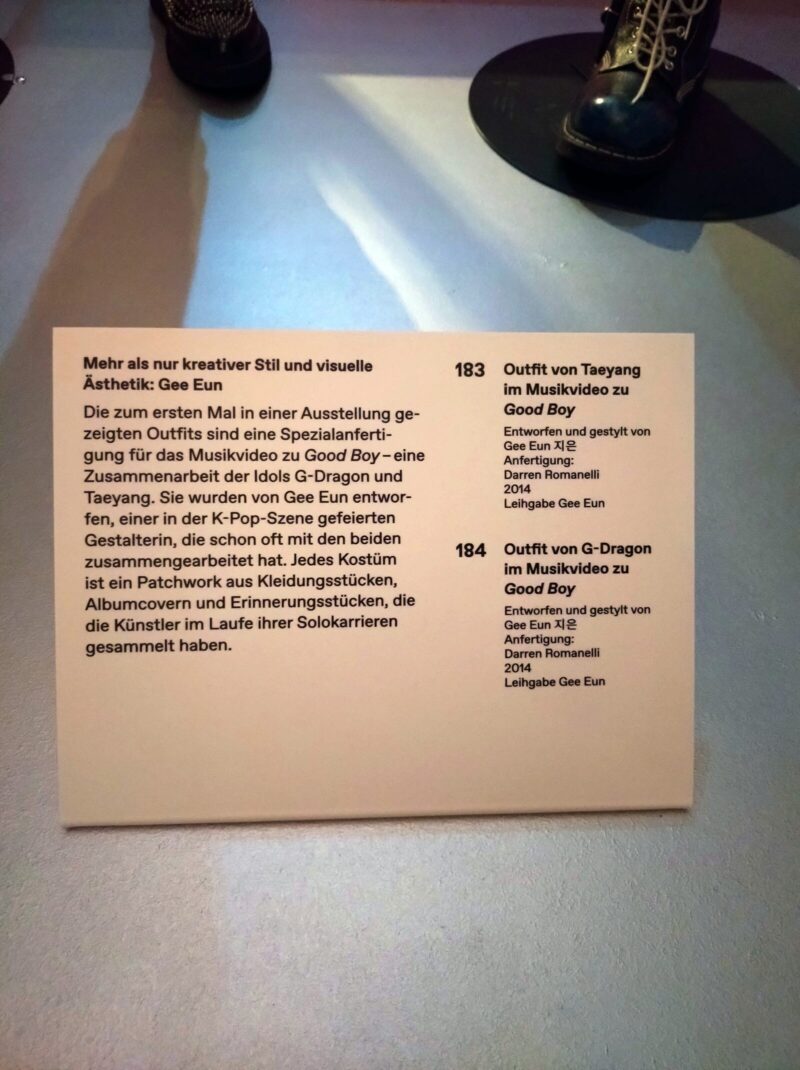 Mehr als nur kreativer Stil und visuelle
Ästhetik: Gee Eun
Die zum ersten Mal in einer Ausstellung ge-
zeigten Outfits sind eine Spezialanferti-
gung für das Musikvideo zu Good Boy – eine
Zusammenarbeit der Idols G-Dragon und
Taeyang. Sie wurden von Gee Eun entwor-
fen, einer in der K-Pop-Szene gefeierten
Gestalterin, die schon oft mit den beiden
zusammengearbeitet hat. Jedes Kostüm
ist ein Patchwork aus Kleidungsstücken,
Albumcovern und Erinnerungsstücken, die
die Künstler im Laufe ihrer Solokarrieren
gesammelt haben.
183 Outfit von Taeyang
im Musikvideo zu
Good Boy
Entworfen und gestylt von
Gee Eun 지은
Anfertigung:
Darren Romanelli
2014
Leihgabe Gee Eun
184 Outfit von G-Dragon
im Musikvideo zu
Good Boy
Entworfen und gestylt von
Gee Eun 지은
Anfertigung:
Darren Romanelli
2014
Leihgabe Gee Eun